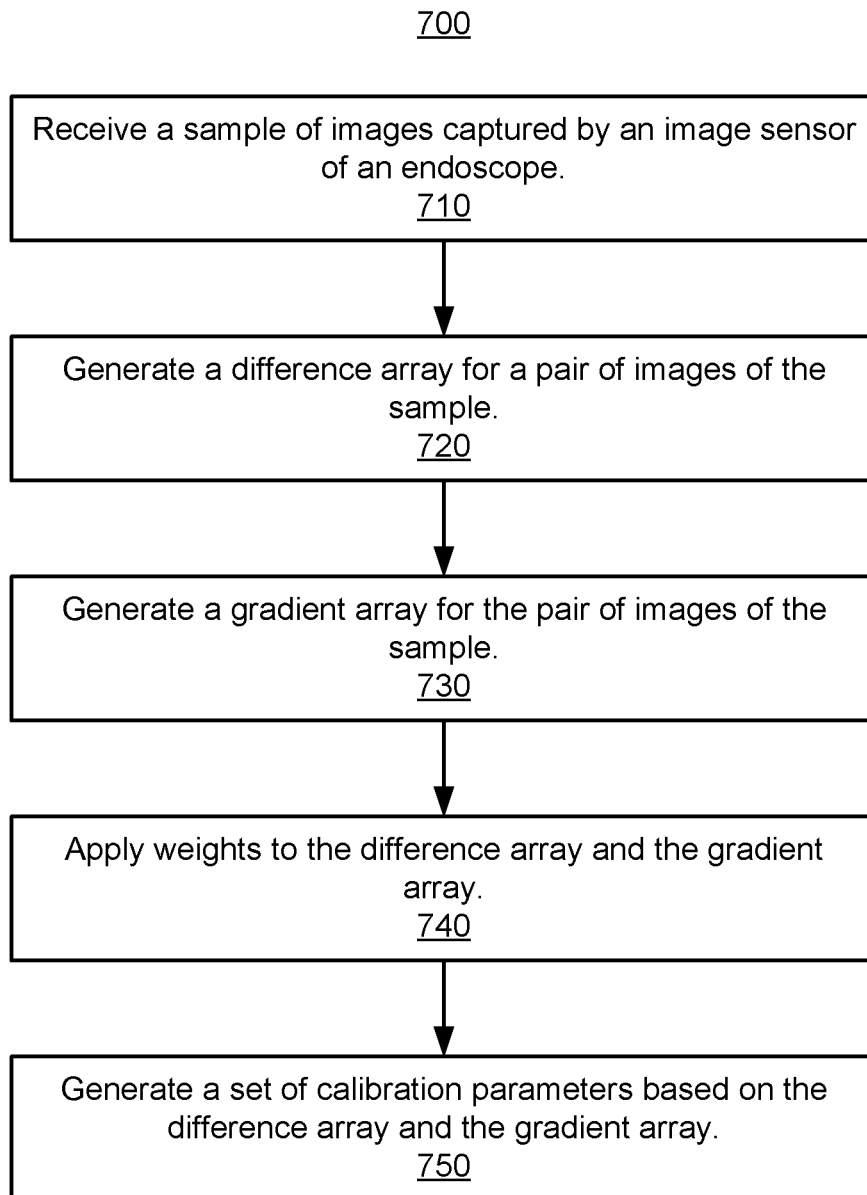 700
Receive a sample of images captured by an image sensor
of an endoscope.
710
Generate a difference array for a pair of images of the
sample.
720
Generate a gradient array for the pair of images of the
sample.
730
Apply weights to the difference array and the gradient
array.
740
Generate a set of calibration parameters based on the
difference array and the gradient array.
750